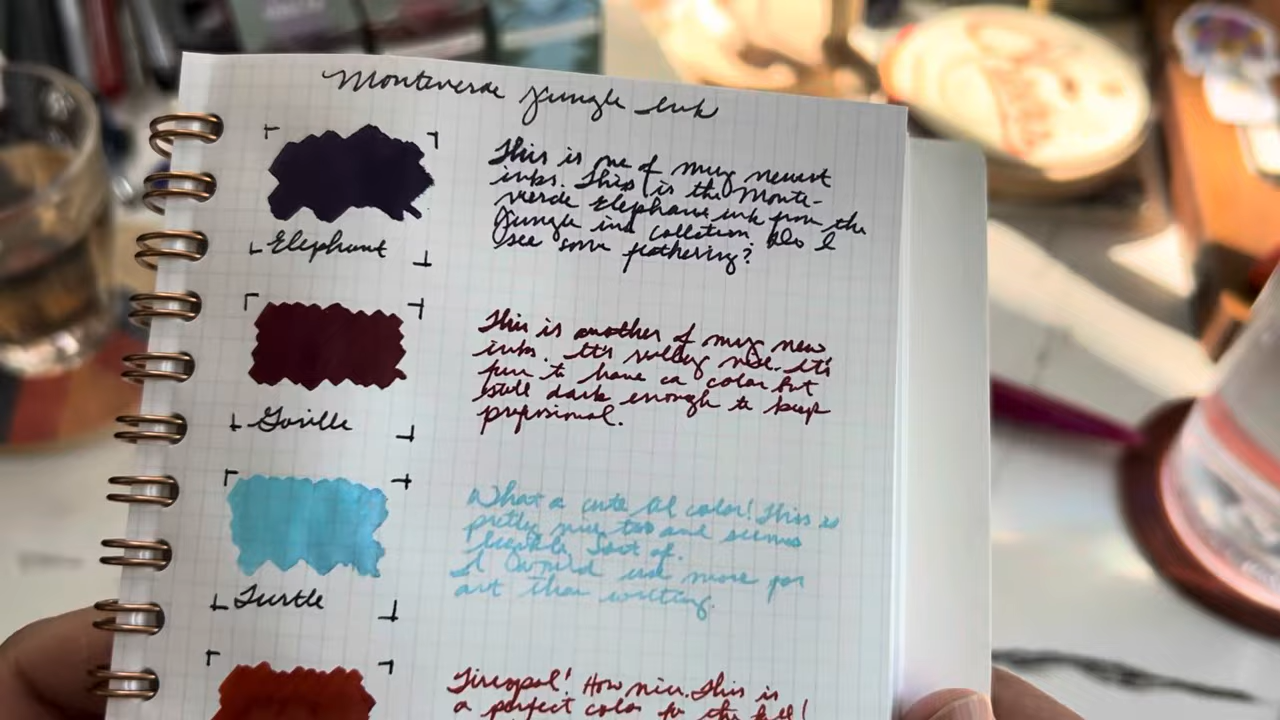 Monteverde Jungle Ink
This is one of my newest
inks. This is the Monte-
verde Elephant ink from the
Jungle ink colletion. Do I
see some feathering?
Elephant
This is another of my new
inks. It's really nice. It's
fun to have a color but
still dark enough to keep
profesional.
Gorilla
What a cute lil color! This is
pretty nice too and seems
legible sort of.
I would use more for
art than writing.
Turtle
Fireopal! How nice. This is
a perfect color for the fall!